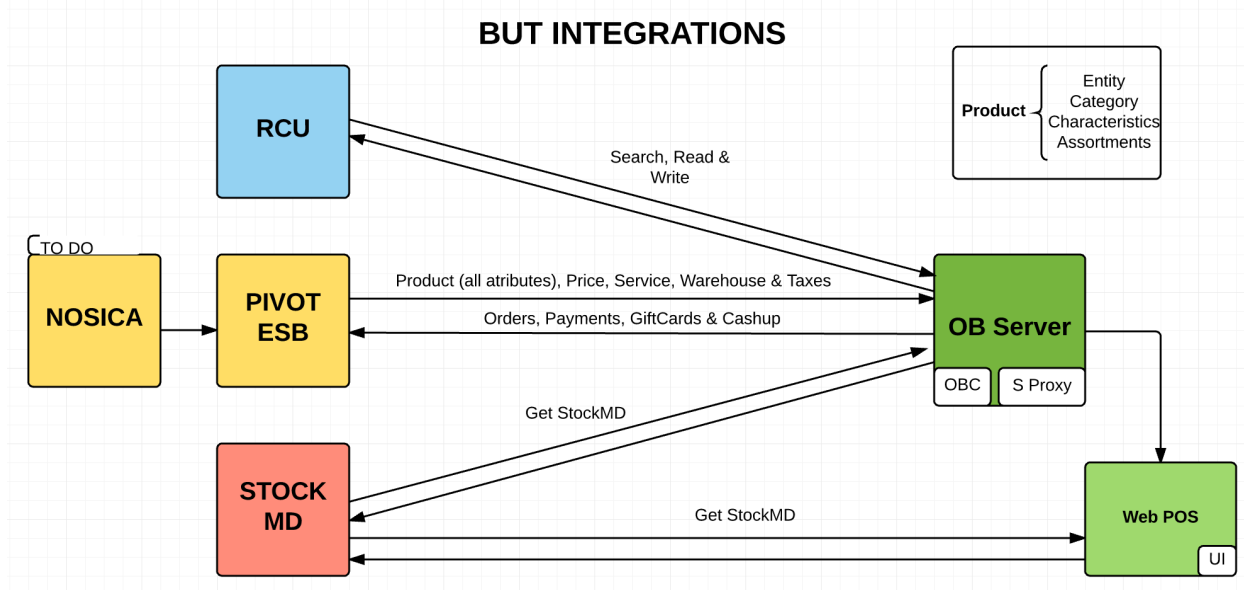 BUT INTEGRATIONS
RCU
Product
Entity
Category
Characteristics
Assortments
Search, Read &
Write
TO DO
NOSICA
PIVOT
ESB
Product (all atributes), Price, Service, Warehouse & Taxes
Orders, Payments, GiftCards & Cashup
OB Server
OBC
S Proxy
Get StockMD
STOCK
MD
Get StockMD
Web POS
UI